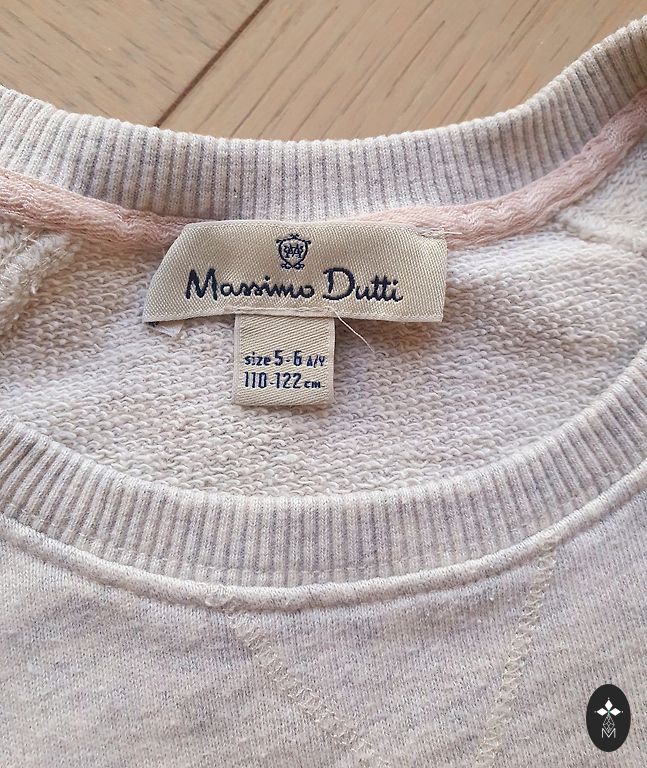 Massimo Dutti
size 5-6 A/Y
110-122 cm
M